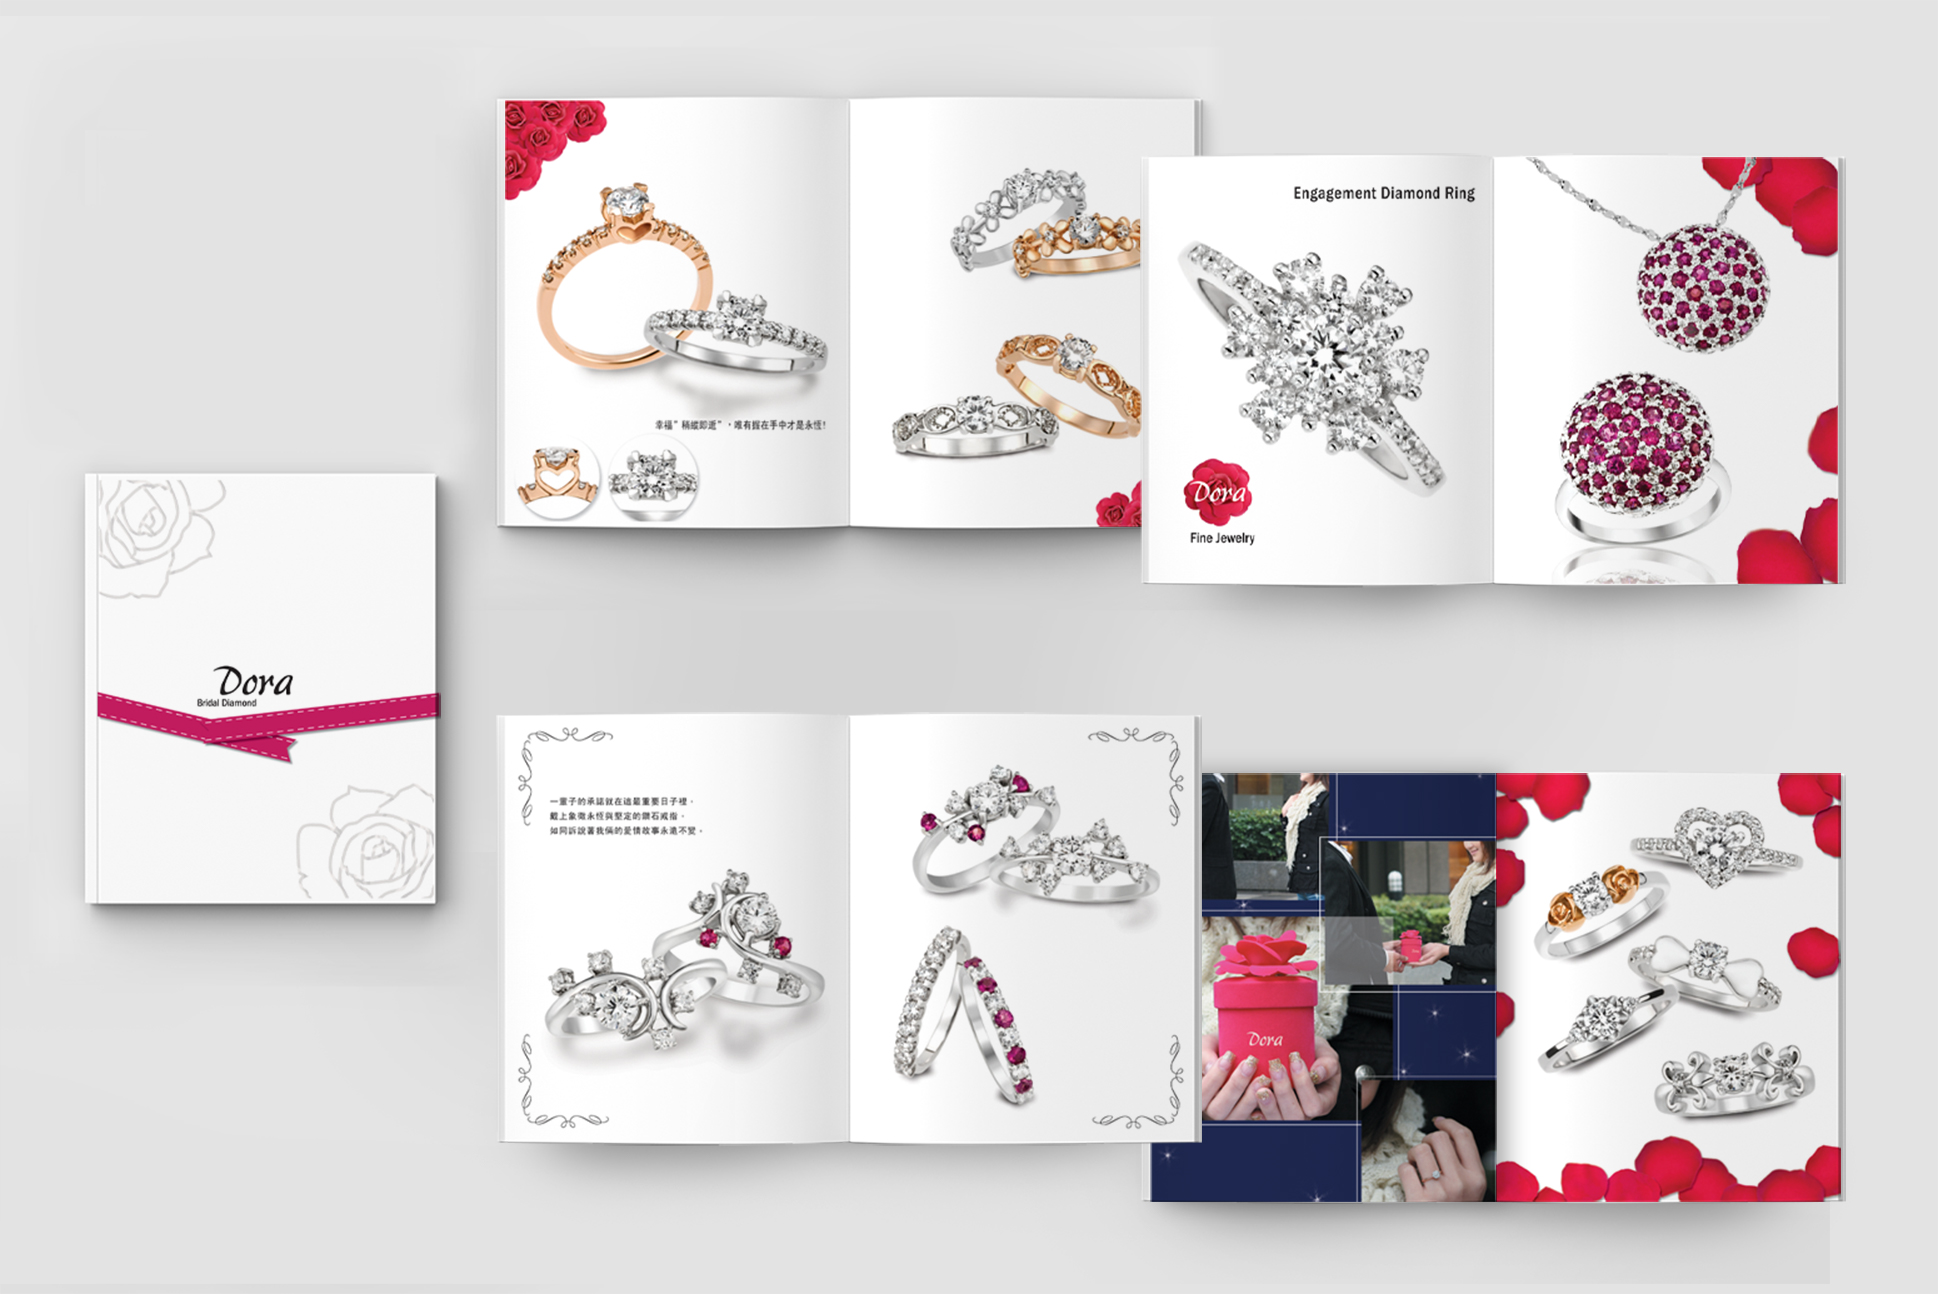 Dora
Bridal Diamond
幸福"稍縱即逝",唯有握在手中才是永恆!
Engagement Diamond Ring
Dora
Fine Jewelry
一輩子的承諾就在這最重要日子裡,
戴上象徵永恆與堅定的鑽石戒指,
如同訴說著我倆的愛情故事永遠不變。
Dora